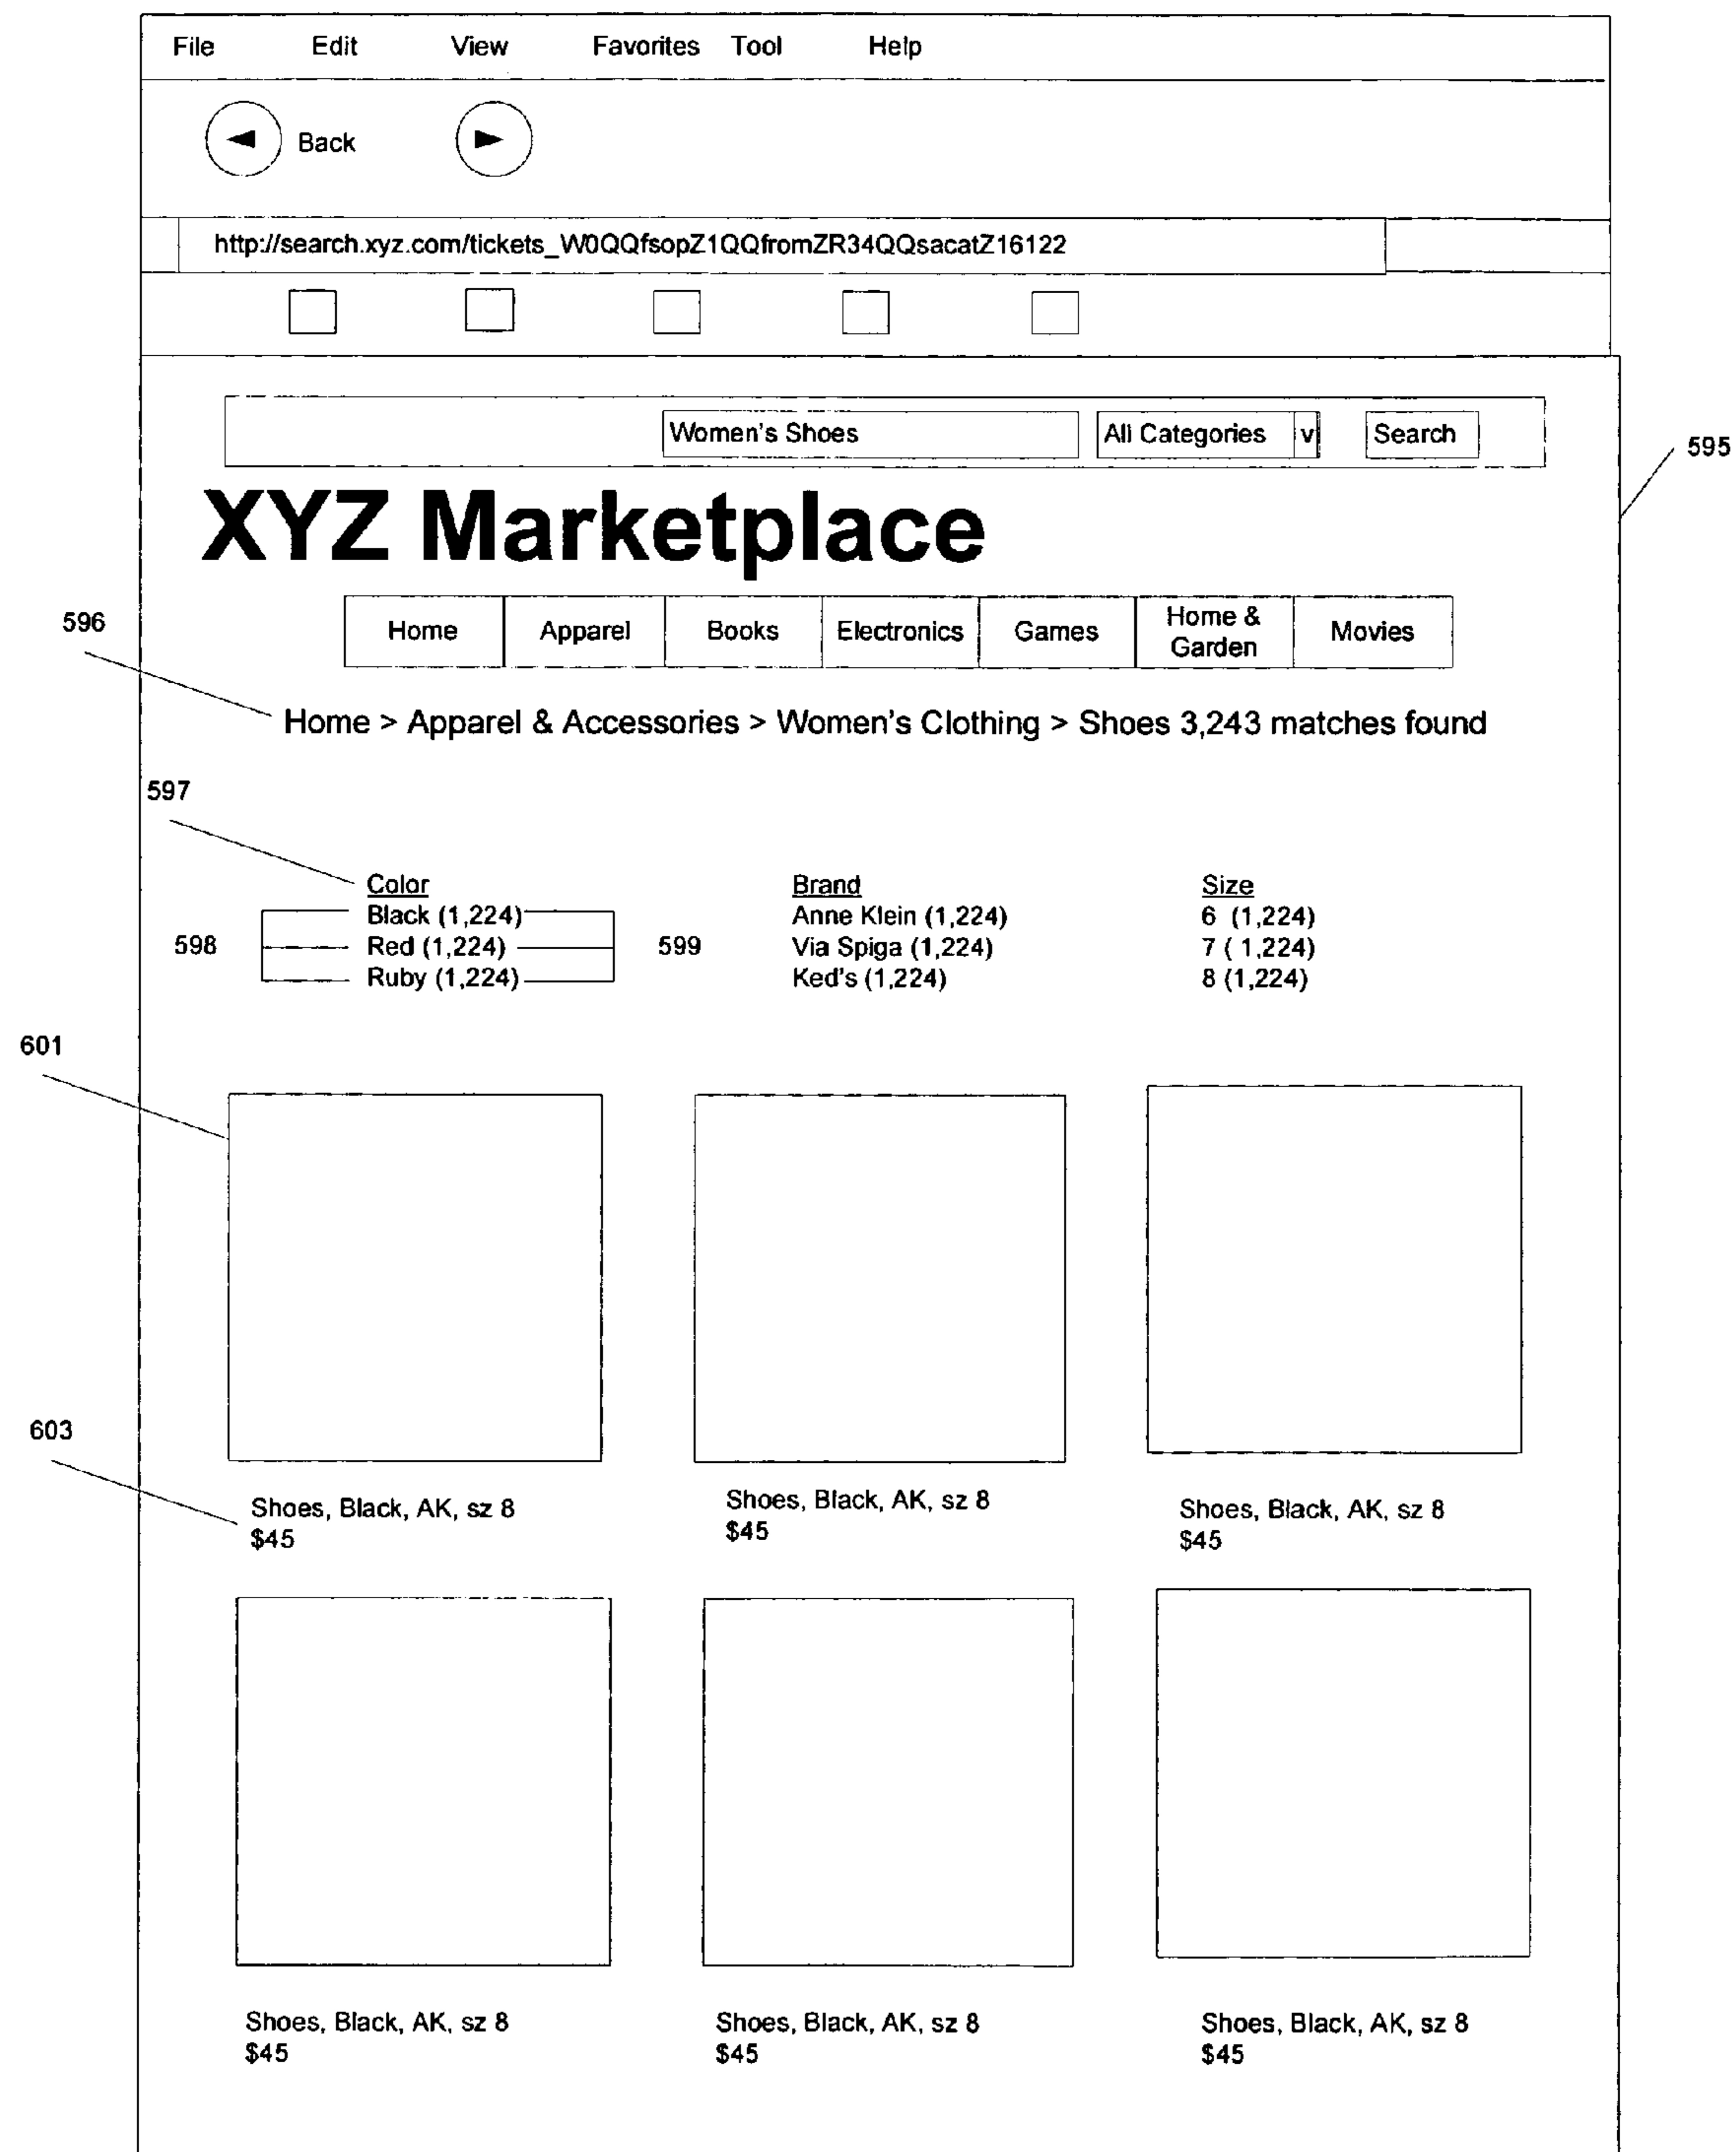 File Edit View Favorites Tool Help
Back
http://search.xyz.com/tickets_W0QQfsopZ1QQfromZR34QQsacatZ16122
Women's Shoes All Categories v Search
595
XYZ Marketplace
596
Home Apparel Books Electronics Games Home & Garden Movies
Home > Apparel & Accessories > Women's Clothing > Shoes 3,243 matches found
597
Color Brand Size
Black (1,224) Anne Klein (1,224) 6 (1,224)
598 Red (1,224) 599 Via Spiga (1,224) 7 ( 1,224)
Ruby (1,224) Ked's (1,224) 8 (1,224)
601
603
Shoes, Black, AK, sz 8 Shoes, Black, AK, sz 8 Shoes, Black, AK, sz 8
$45 $45 $45
Shoes, Black, AK, sz 8 Shoes, Black, AK, sz 8 Shoes, Black, AK, sz 8
$45 $45 $45